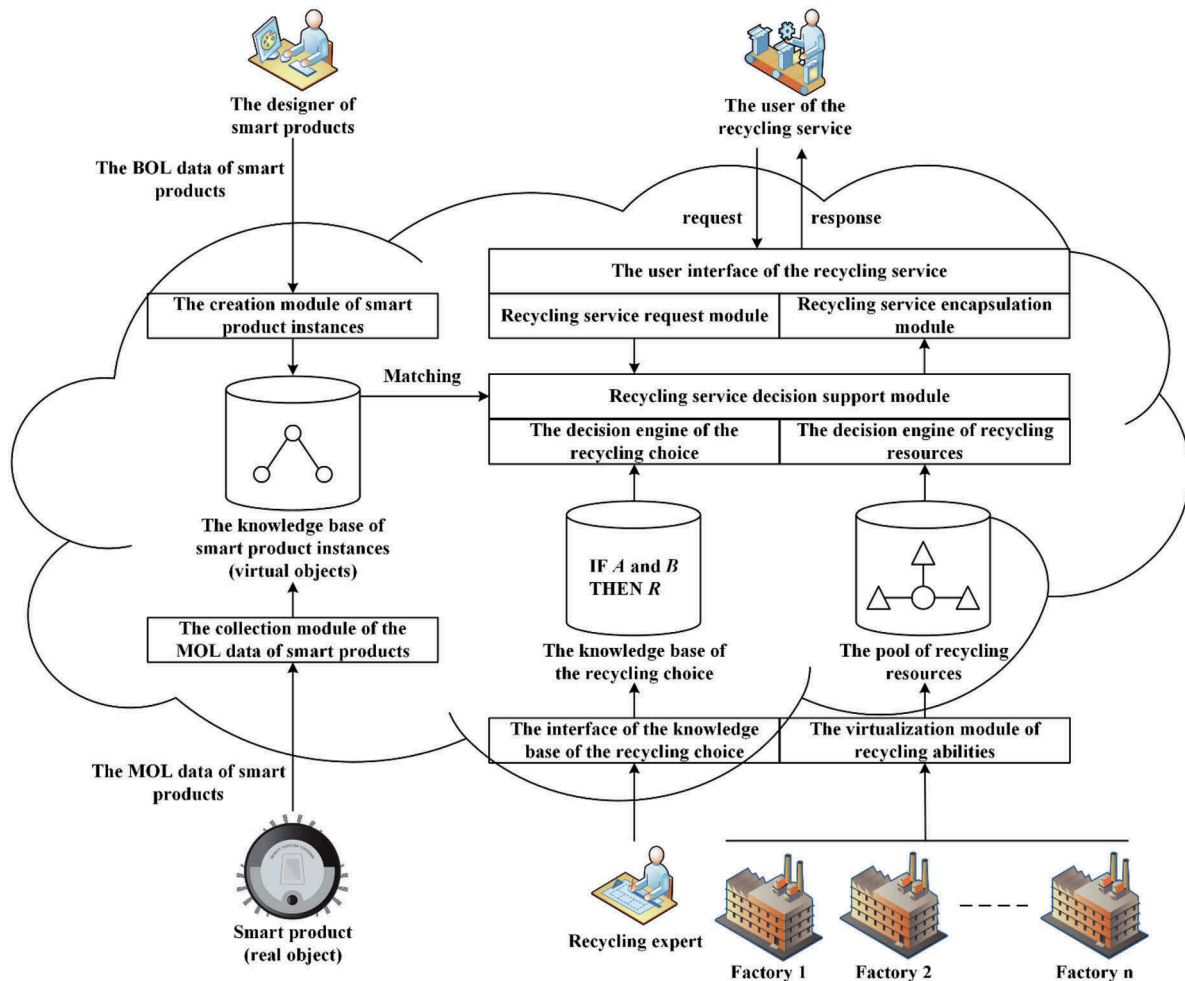 The designer of
smart products
The user of the
recycling service
The BOL data of smart
products
request
response
The user interface of the recycling service
The creation module of smart
product instances
Recycling service request module
Recycling service encapsulation
module
Matching
Recycling service decision support module
The decision engine of the
recycling choice
The decision engine of recycling
resources
The knowledge base of
smart product instances
(virtual objects)
IF A and B
THEN R
The collection module of the
MOL data of smart products
The knowledge base of
the recycling choice
The pool of recycling
resources
The interface of the knowledge
base of the recycling choice
The virtualization module of
recycling abilities
The MOL data of smart
products
Smart product
(real object)
Recycling expert
Factory 1
Factory 2
Factory n